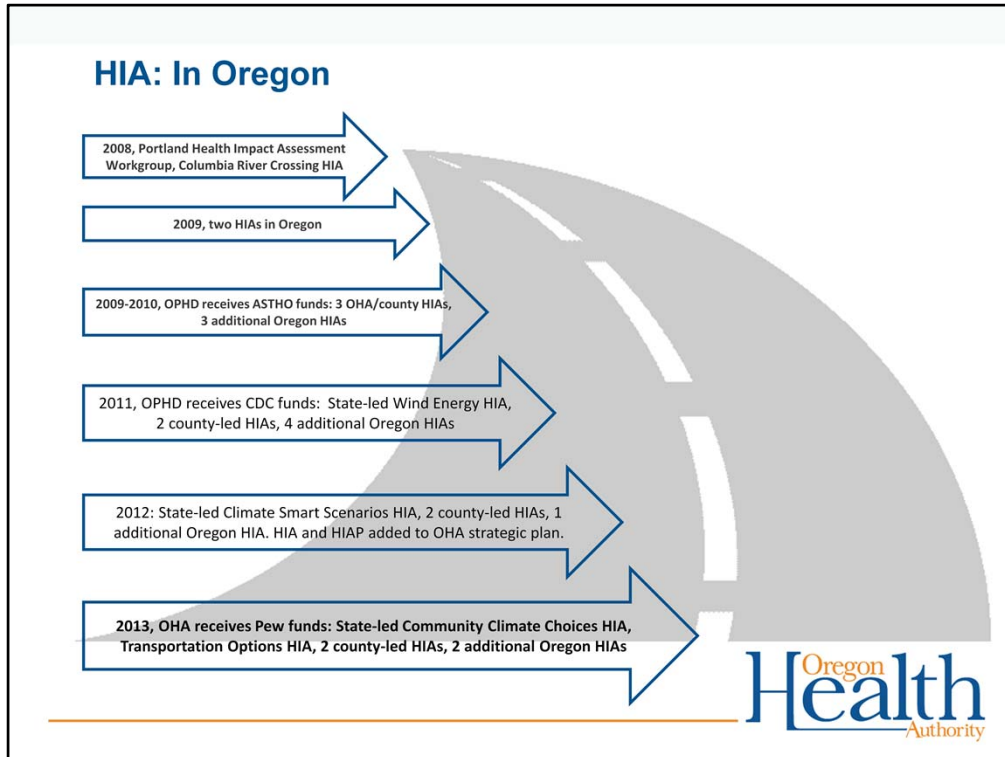 HIA: In Oregon
2008, Portland Health Impact Assessment
Workgroup, Columbia River Crossing HIA
2009, two HIAs in Oregon
2009-2010, OPHD receives ASTHO funds: 3 OHA/county HIAs,
3 additional Oregon HIAs
2011, OPHD receives CDC funds:  State-led Wind Energy HIA,
2 county-led HIAs, 4 additional Oregon HIAs
2012: State-led Climate Smart Scenarios HIA, 2 county-led HIAs, 1
additional Oregon HIA. HIA and HIAP added to OHA strategic plan.
2013, OHA receives Pew funds: State-led Community Climate Choices HIA,
Transportation Options HIA, 2 county-led HIAs, 2 additional Oregon HIAs
Oregon
Health
Authority